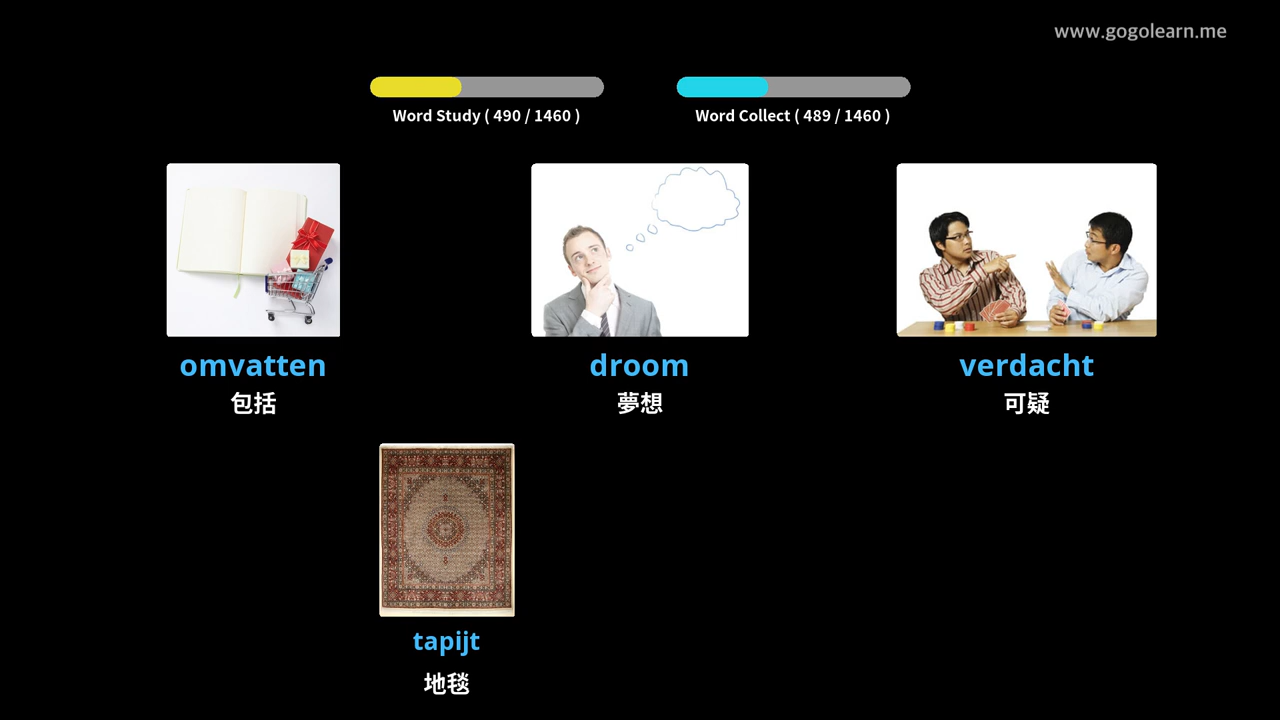 www.gogolearn.me
Word Study ( 490 / 1460 )
Word Collect ( 489 / 1460 )
omvatten
包括
droom
夢想
verdacht
可疑
tapijt
地毯